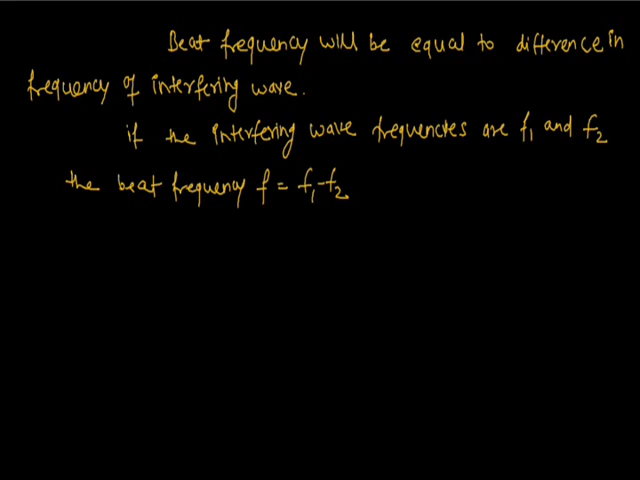 Beat frequency will be equal to difference in
frequency of interfering wave.
if the interfering wave frequencies are f₁ and f₂
the beat frequency f = f₁-f₂